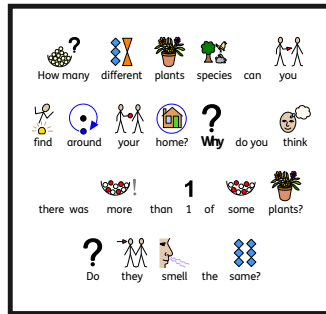 How many different plants species can you
find around your home? Why do you think
there was more than 1 of some plants?
Do they smell the same?